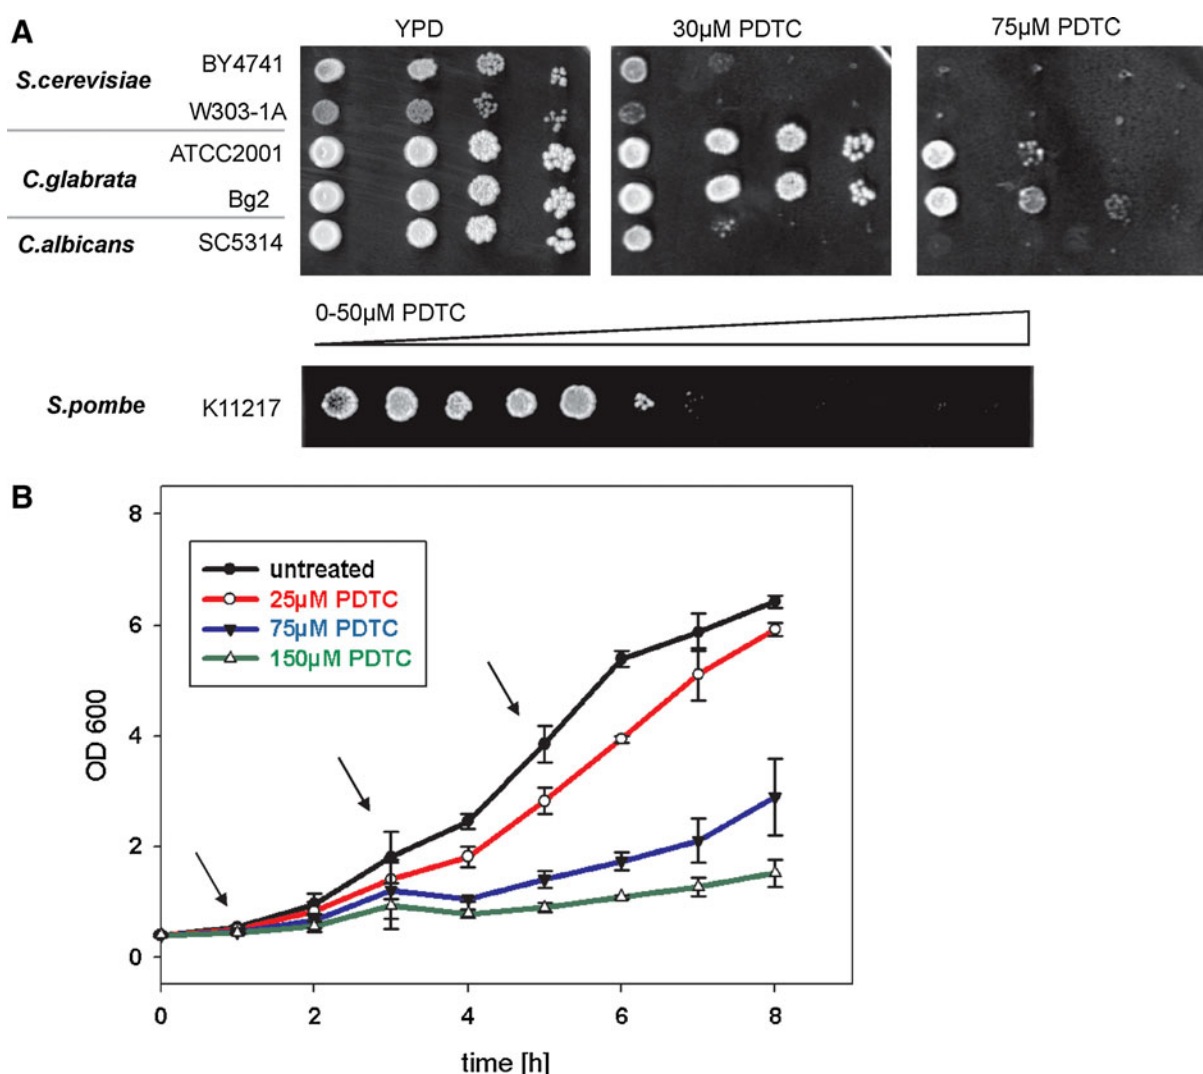 A
YPD 30µM PDTC 75µM PDTC
S.cerevisiae BY4741
W303-1A
C.glabrata ATCC2001
Bg2
C.albicans SC5314
0-50µM PDTC
S.pombe K11217
B
8
6
4
2
0
OD 600
untreated
25µM PDTC
75µM PDTC
150µM PDTC
0 2 4 6 8
time [h]